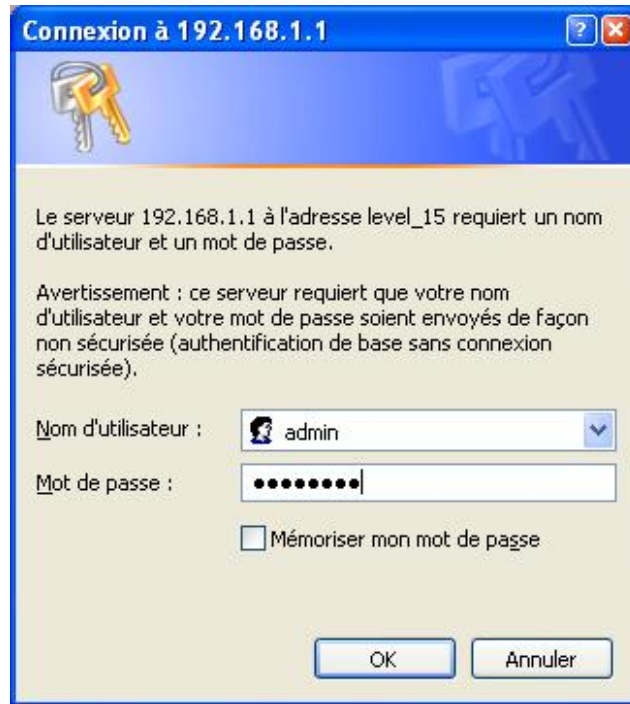 Connexion à 192.168.1.1
Le serveur 192.168.1.1 à l'adresse level_15 requiert un nom
d'utilisateur et un mot de passe.
Avertissement : ce serveur requiert que votre nom
d'utilisateur et votre mot de passe soient envoyés de façon
non sécurisée (authentification de base sans connexion
sécurisée).
Nom d'utilisateur :
admin
Mot de passe :
••••••••
Mémoriser mon mot de passe
OK
Annuler